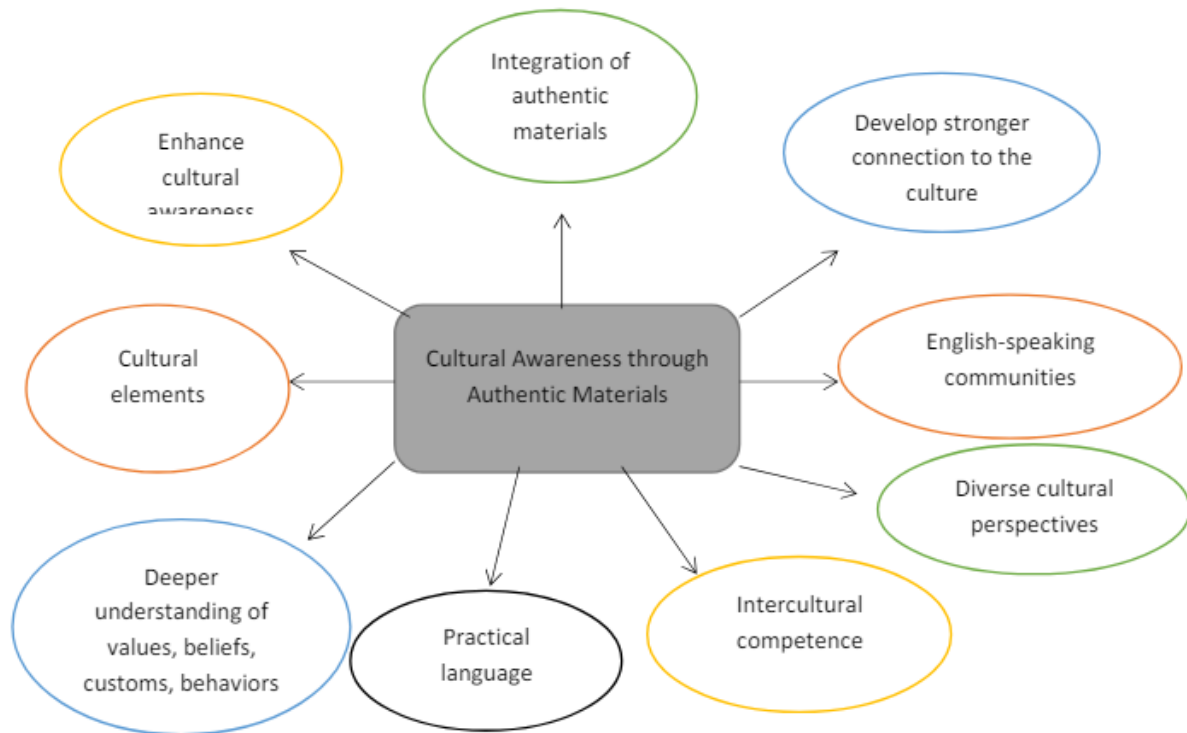 Integration of
authentic
materials
Enhance
cultural
awareness
Develop stronger
connection to the
culture
Cultural Awareness through
Authentic Materials
Cultural
elements
English-speaking
communities
Diverse cultural
perspectives
Deeper
understanding of
values, beliefs,
customs, behaviors
Practical
language
Intercultural
competence